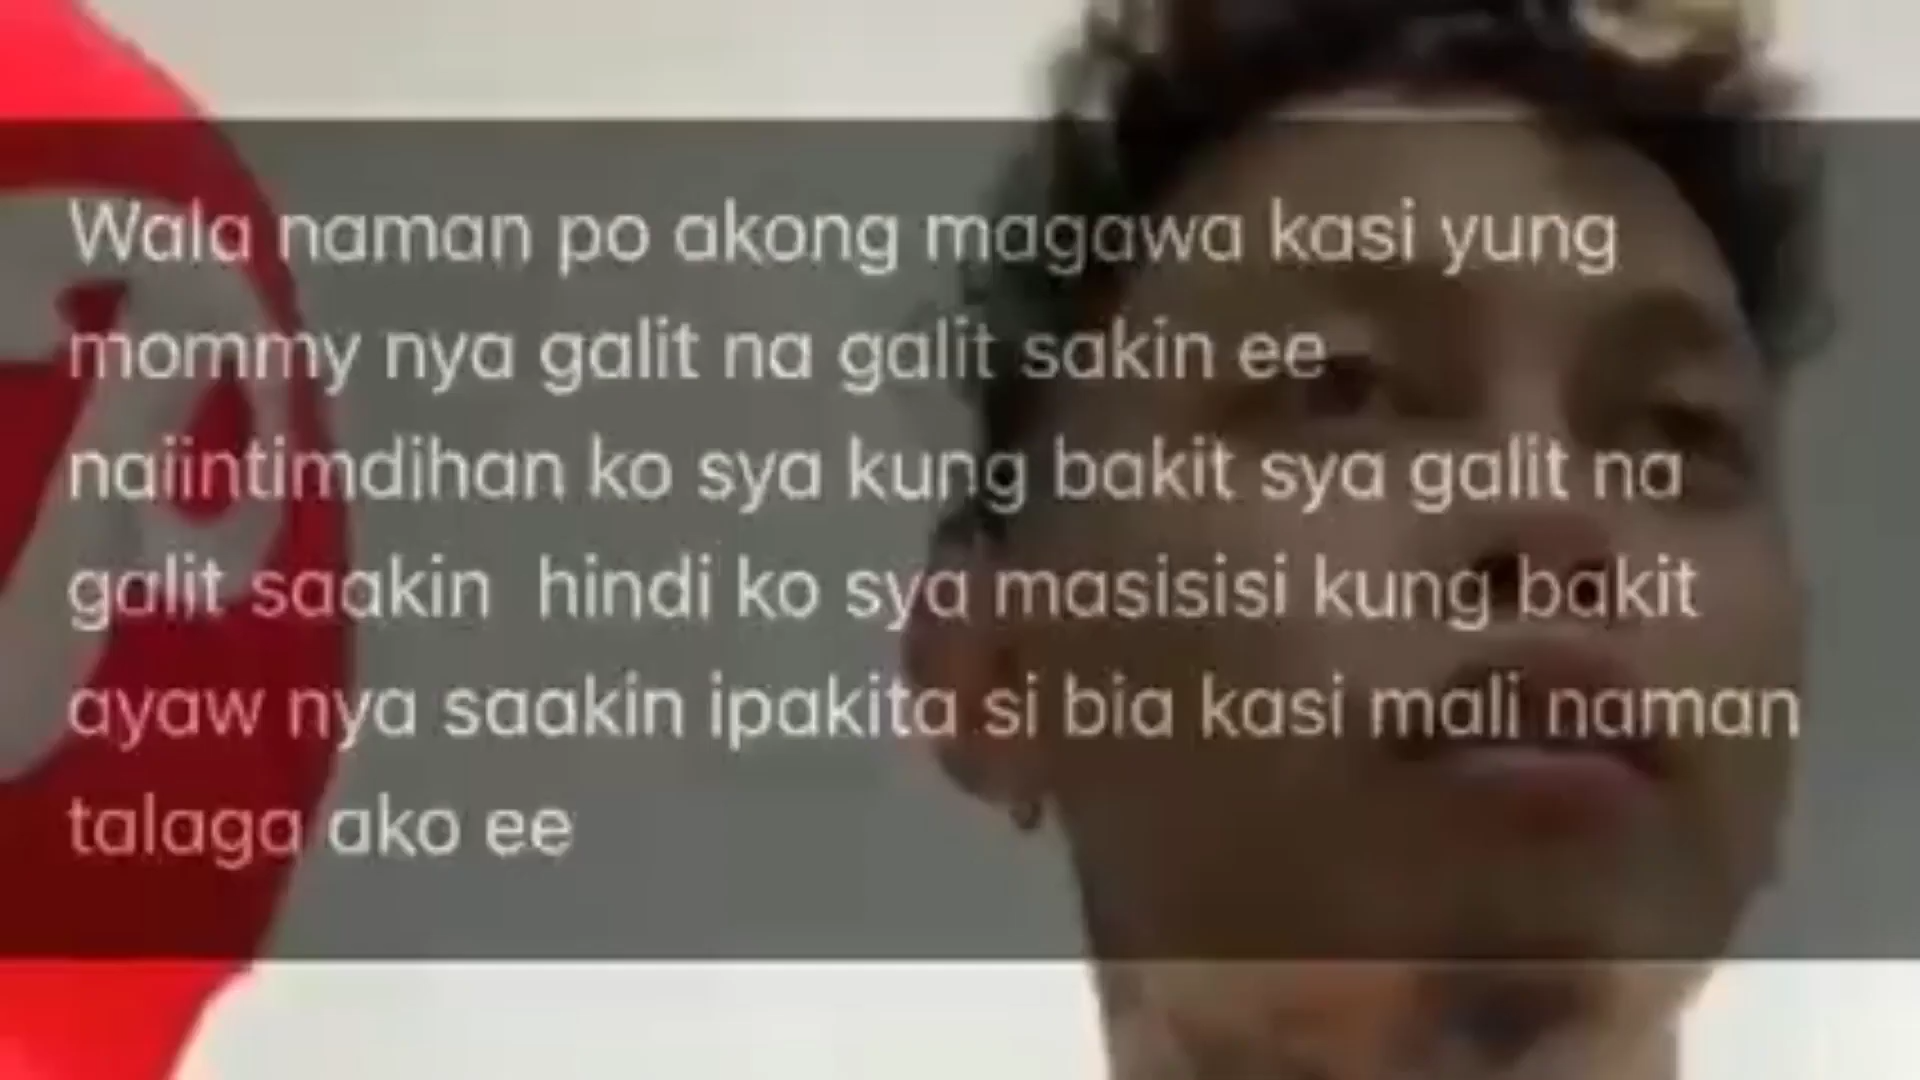 Wala naman po akong magawa kasi yung
mommy nya galit na galit sakin ee
naiintimdihan ko sya kung bakit sya galit na
galit saakin hindi ko sya masisisi kung bakit
ayaw nya saakin ipakita si bia kasi mali naman
talaga ako ee